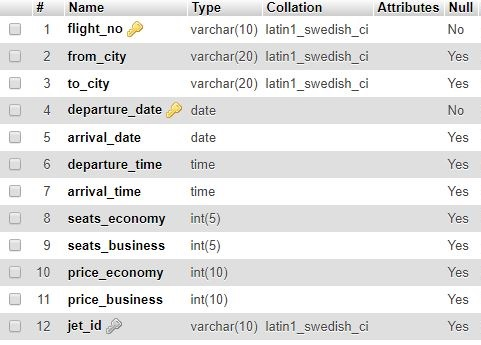 # Name Type Collation Attributes Null
1 flight_no varchar(10) latin1_swedish_ci No
2 from_city varchar(20) latin1_swedish_ci Yes
3 to_city varchar(20) latin1_swedish_ci Yes
4 departure_date date No
5 arrival_date date Yes
6 departure_time time Yes
7 arrival_time time Yes
8 seats_economy int(5) Yes
9 seats_business int(5) Yes
10 price_economy int(10) Yes
11 price_business int(10) Yes
12 jet_id varchar(10) latin1_swedish_ci Yes